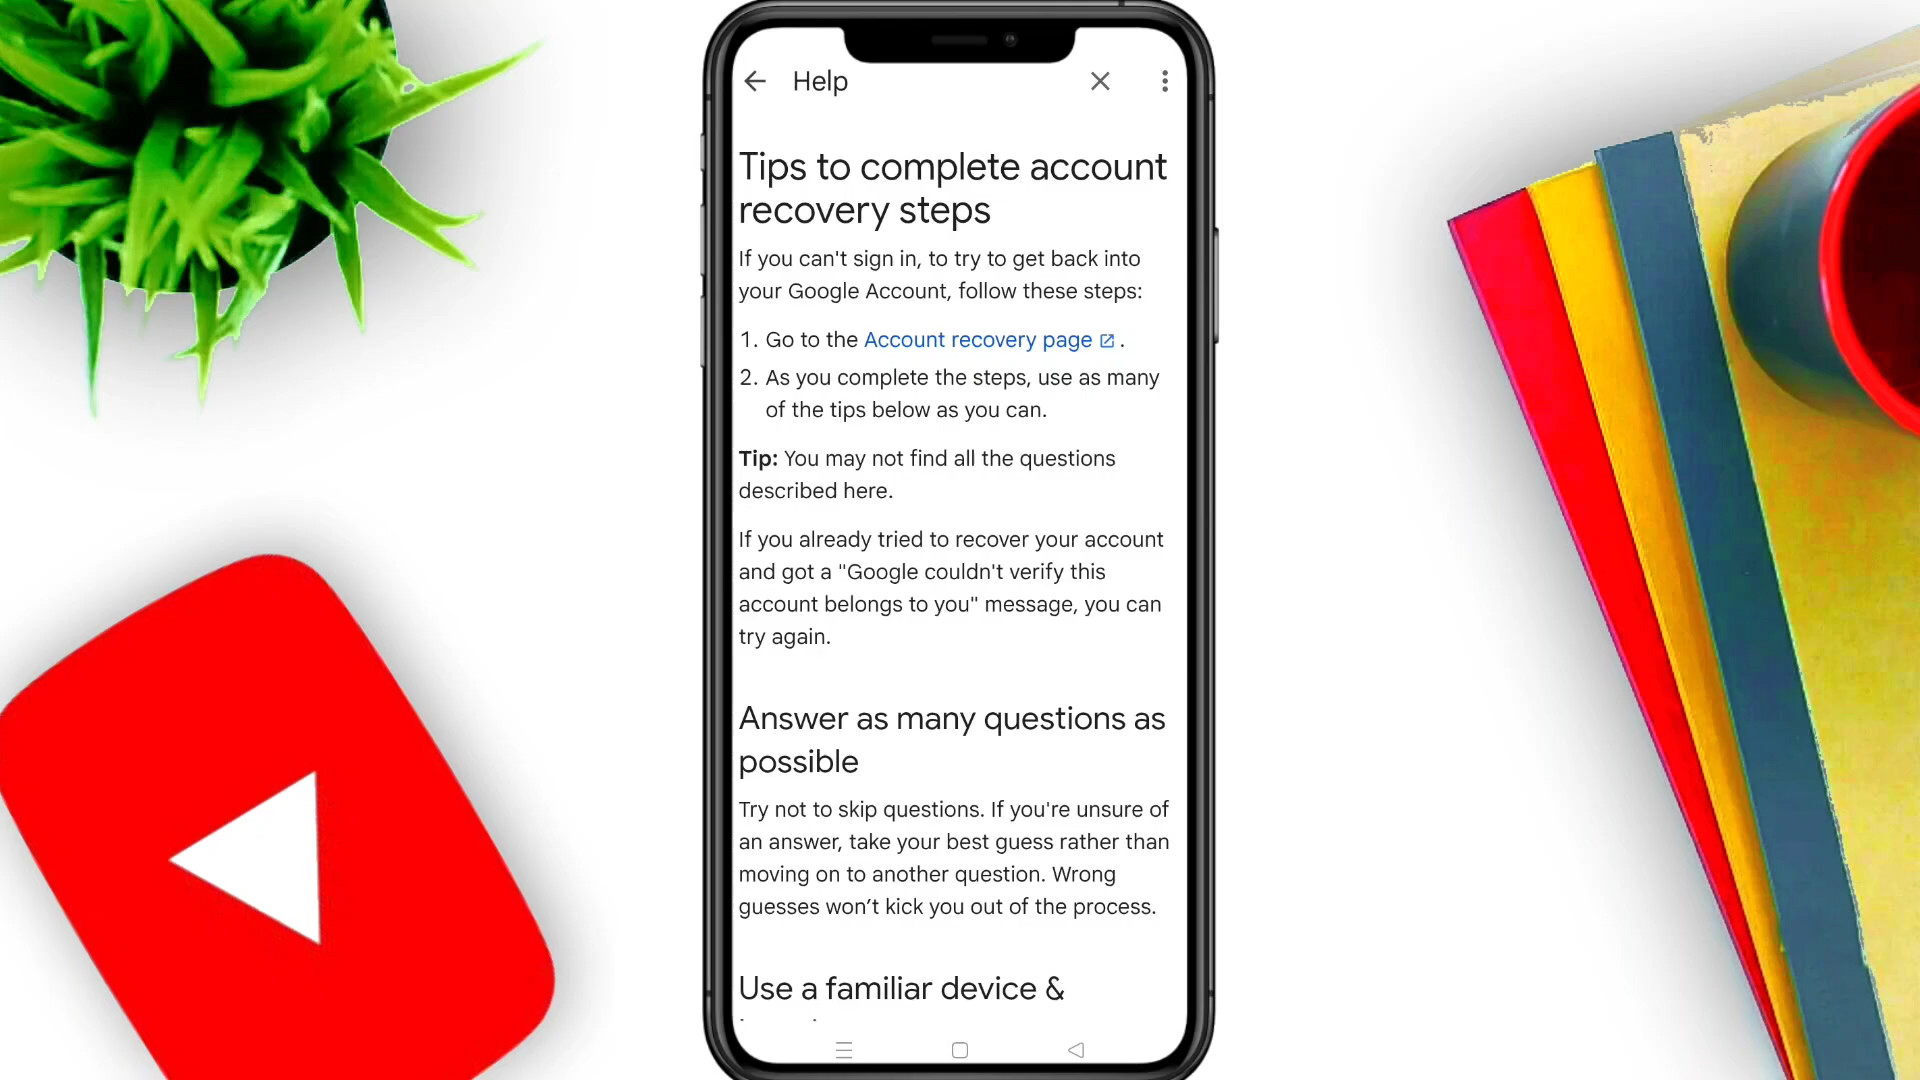 Help
Tips to complete account
recovery steps
If you can't sign in, to try to get back into
your Google Account, follow these steps:
1. Go to the Account recovery page .
2. As you complete the steps, use as many
of the tips below as you can.
Tip: You may not find all the questions
described here.
If you already tried to recover your account
and got a "Google couldn't verify this
account belongs to you" message, you can
try again.
Answer as many questions as
possible
Try not to skip questions. If you're unsure of
an answer, take your best guess rather than
moving on to another question. Wrong
guesses won’t kick you out of the process.
Use a familiar device &